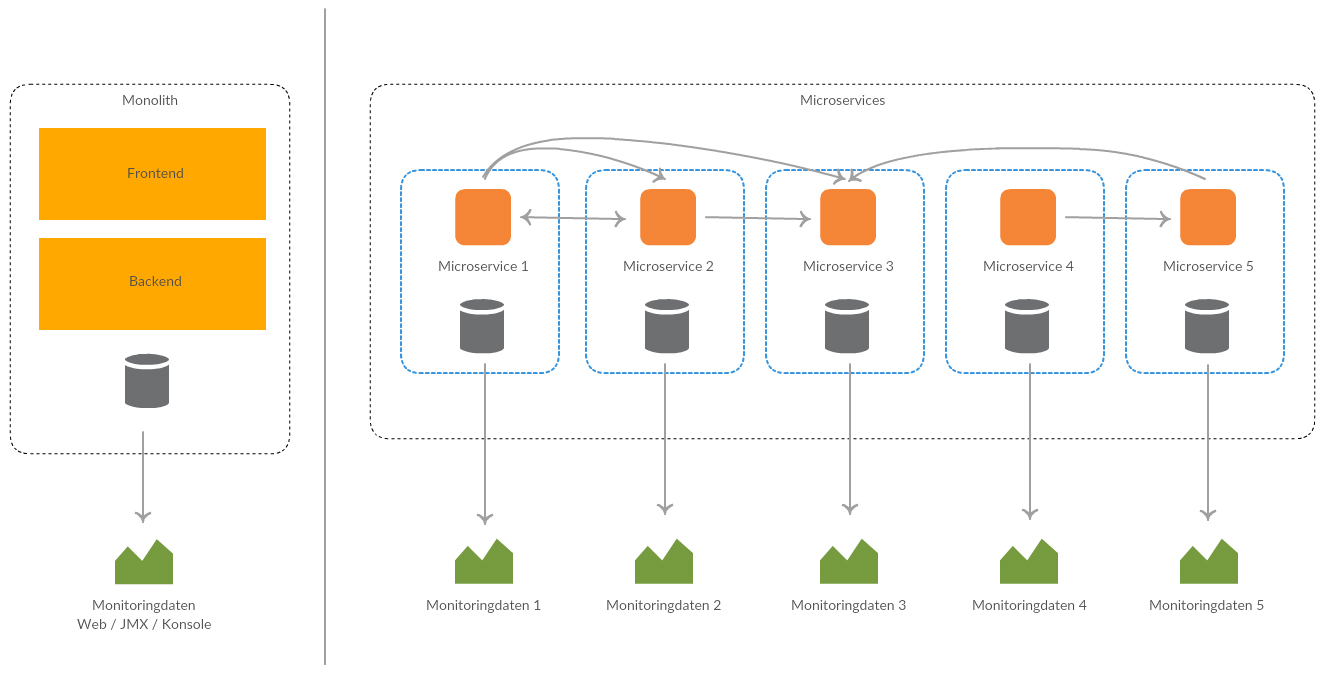 Monolith
Frontend
Backend
Monitoringdaten
Web / JMX / Konsole
Microservices
Microservice 1
Microservice 2
Microservice 3
Microservice 4
Microservice 5
Monitoringdaten 1
Monitoringdaten 2
Monitoringdaten 3
Monitoringdaten 4
Monitoringdaten 5